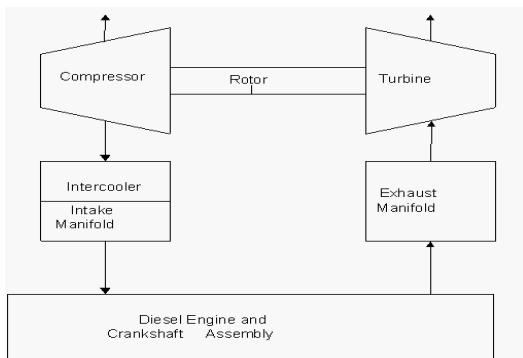 Compressor
Rotor
Turbine
Intercooler
Intake
Manifold
Exhaust
Manifold
Diesel Engine and
Crankshaft Assembly